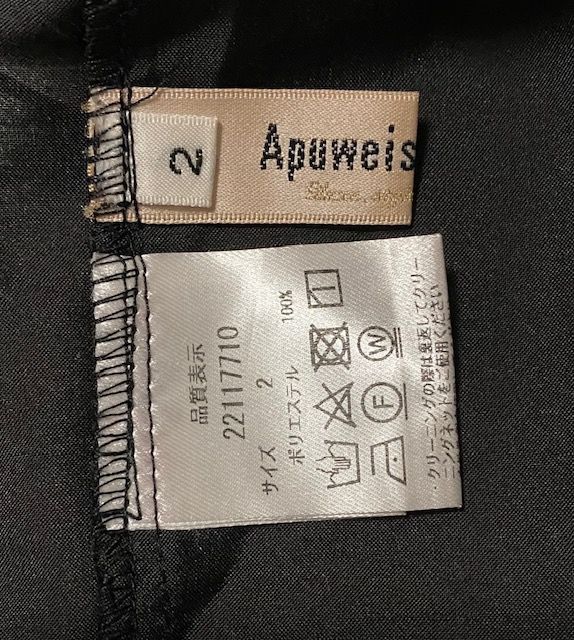 2
Apuweis
品質表示
22117710
サイズ 2
ポリエステル 100%
・クリーニングの際は裏返してクリー
ニングネットをご使用ください